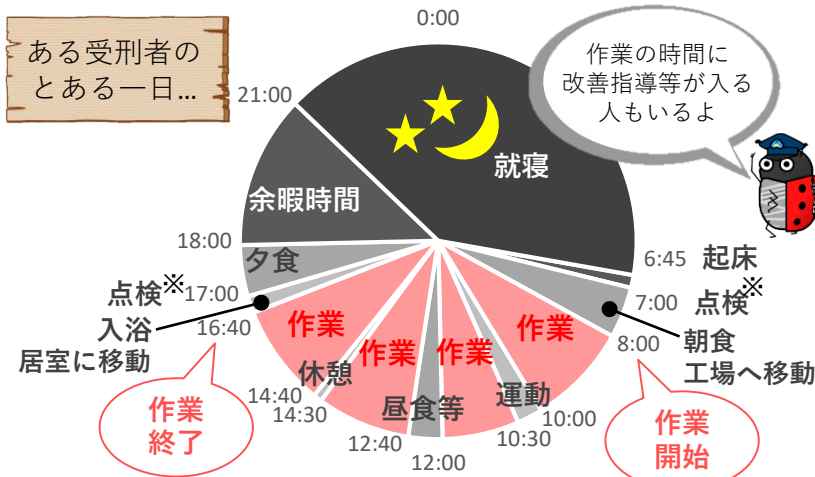 ある受刑者の
とある一日...
作業の時間に
改善指導等が入る
人もいるよ
0:00
就寝
6:45 起床
7:00 点検※
朝食
工場へ移動
8:00
作業
開始
作業
10:00
運動
10:30
作業
12:00
昼食等
12:40
作業
14:30
休憩
14:40
作業
作業
終了
16:40
入浴
居室に移動
点検※ 17:00
夕食
18:00
余暇時間
21:00